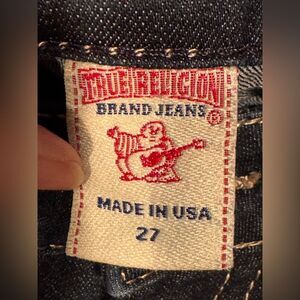 TRUE RELIGION
BRAND JEANS®
MADE IN USA
27